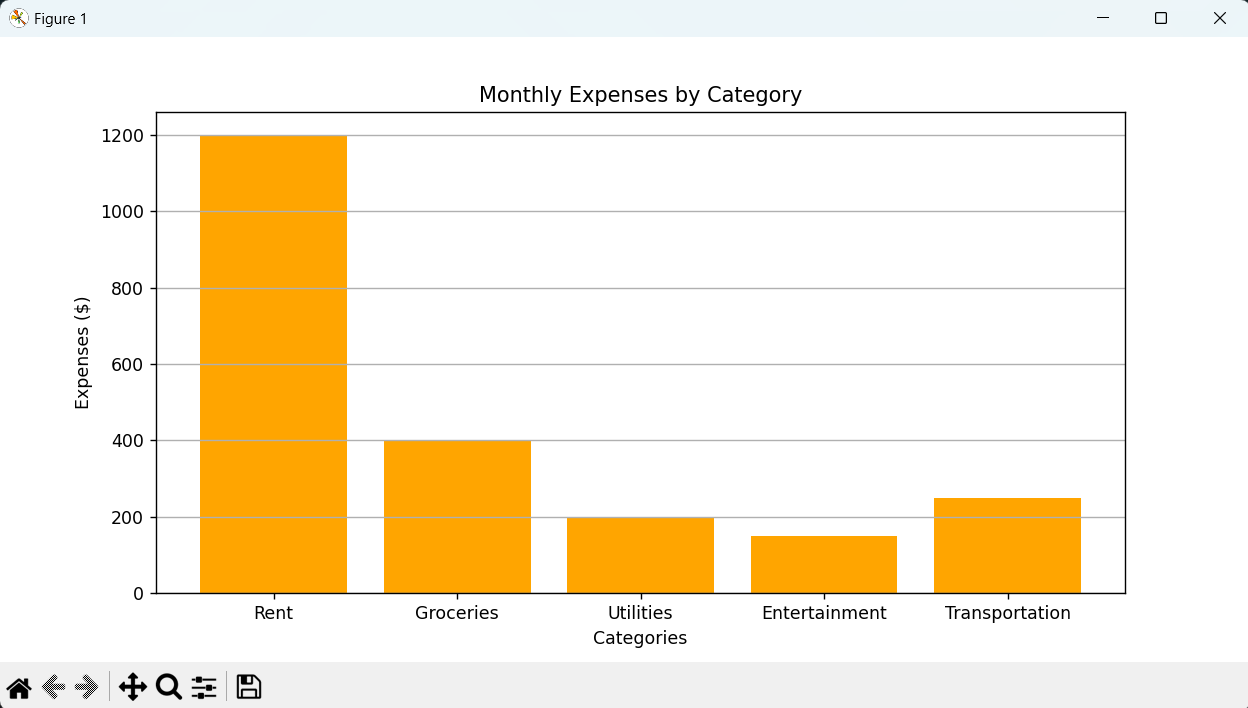 Figure 1
Monthly Expenses by Category
Expenses ($)
1200
1000
800
600
400
200
0
Rent Groceries Utilities Entertainment Transportation
Categories